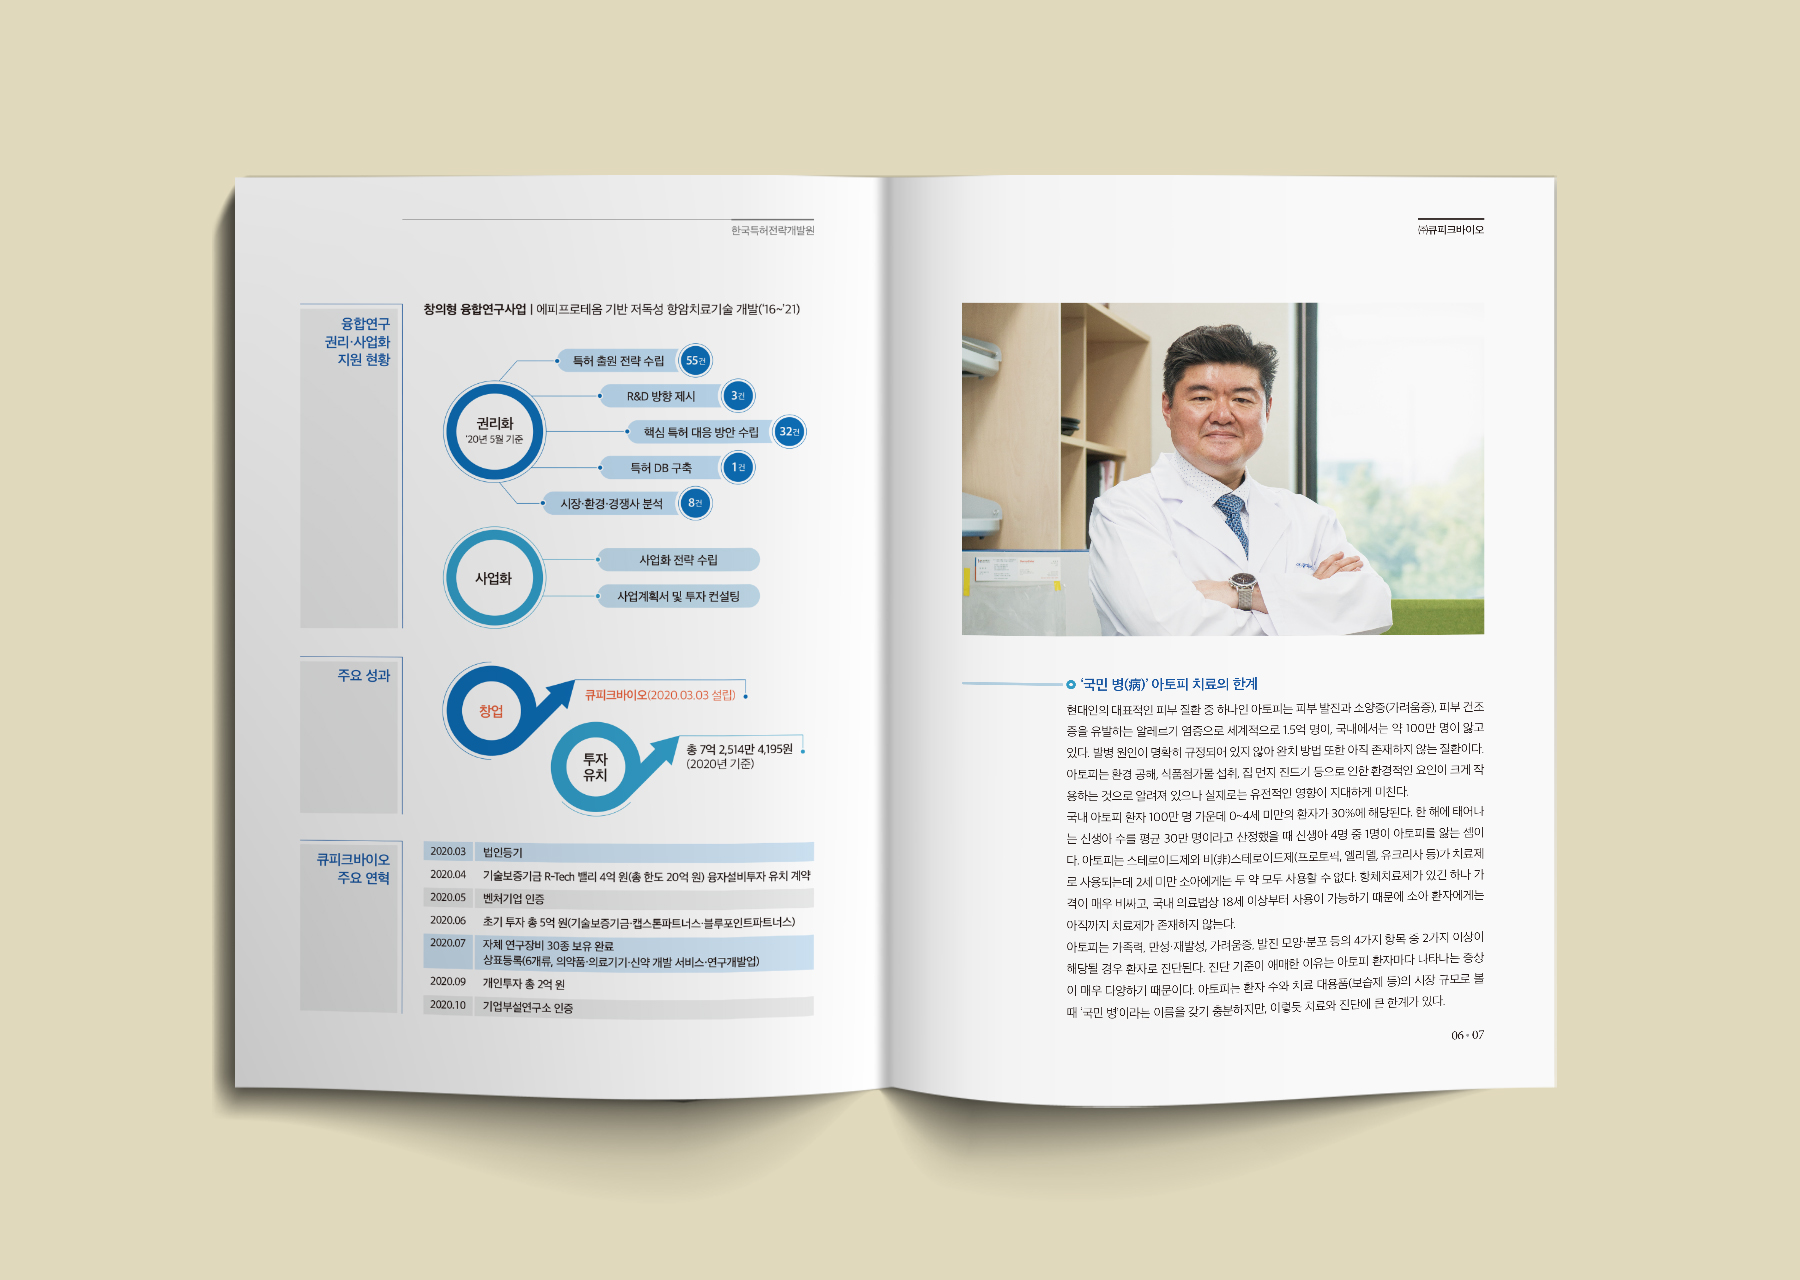 한국특허전략개발원
융합연구
권리·사업화
지원 현황
창의형 융합연구사업 | 에피프로테옴 기반 저독성 항암치료기술 개발('16~'21)
권리화
'20년 5월 기준
특허 출원 전략 수립 55건
R&D 방향 제시 3건
핵심 특허 대응 방안 수립 32건
특허 DB 구축 1건
시장·환경·경쟁사 분석 8건
사업화
사업화 전략 수립
사업계획서 및 투자 컨설팅
주요 성과
창업
큐피크바이오(2020.03.03 설립)
투자
유치
총 7억 2,514만 4,195원
(2020년 기준)
큐피크바이오
주요 연혁
2020.03 법인등기
2020.04 기술보증기금 R-Tech 밸리 4억 원(총 한도 20억 원) 융자설비투자 유치 계약
2020.05 벤처기업 인증
2020.06 초기 투자 총 5억 원(기술보증기금·캡스톤파트너스·블루포인트파트너스)
2020.07 자체 연구장비 30종 보유 완료
상표등록(6개류, 의약품·의료기기·신약 개발 서비스·연구개발업)
2020.09 개인투자 총 2억 원
2020.10 기업부설연구소 인증
㈜큐피크바이오
'국민 병(病)' 아토피 치료의 한계
현대인의 대표적인 피부 질환 중 하나인 아토피는 피부 발진과 소양증(가려움증), 피부 건조
증을 유발하는 알레르기 염증으로 세계적으로 1.5억 명이, 국내에서는 약 100만 명이 앓고
있다. 발병 원인이 명확히 규정되어 있지 않아 완치 방법 또한 아직 존재하지 않는 질환이다.
아토피는 환경 공해, 식품첨가물 섭취, 집 먼지 진드기 등으로 인한 환경적인 요인이 크게 작
용하는 것으로 알려져 있으나 실제로는 유전적인 영향이 지대하게 미친다.
국내 아토피 환자 100만 명 가운데 0~4세 미만의 환자가 30%에 해당된다. 한 해에 태어나
는 신생아 수를 평균 30만 명이라고 산정했을 때 신생아 4명 중 1명이 아토피를 앓는 셈이
다. 아토피는 스테로이드제와 비(非)스테로이드제(프로토픽, 엘리델, 유크리사 등)가 치료제
로 사용되는데 2세 미만 소아에게는 두 약 모두 사용할 수 없다. 항체치료제가 있긴 하나 가
격이 매우 비싸고, 국내 의료법상 18세 이상부터 사용이 가능하기 때문에 소아 환자에게는
아직까지 치료제가 존재하지 않는다.
아토피는 가족력, 만성·재발성, 가려움증, 발진 모양·분포 등의 4가지 항목 중 2가지 이상이
해당될 경우 환자로 진단된다. 진단 기준이 애매한 이유는 아토피 환자마다 나타나는 증상
이 매우 다양하기 때문이다. 아토피는 환자 수와 치료 대용품(보습제 등)의 시장 규모로 볼
때 '국민 병'이라는 이름을 갖기 충분하지만, 이렇듯 치료와 진단에 큰 한계가 있다.
06 · 07